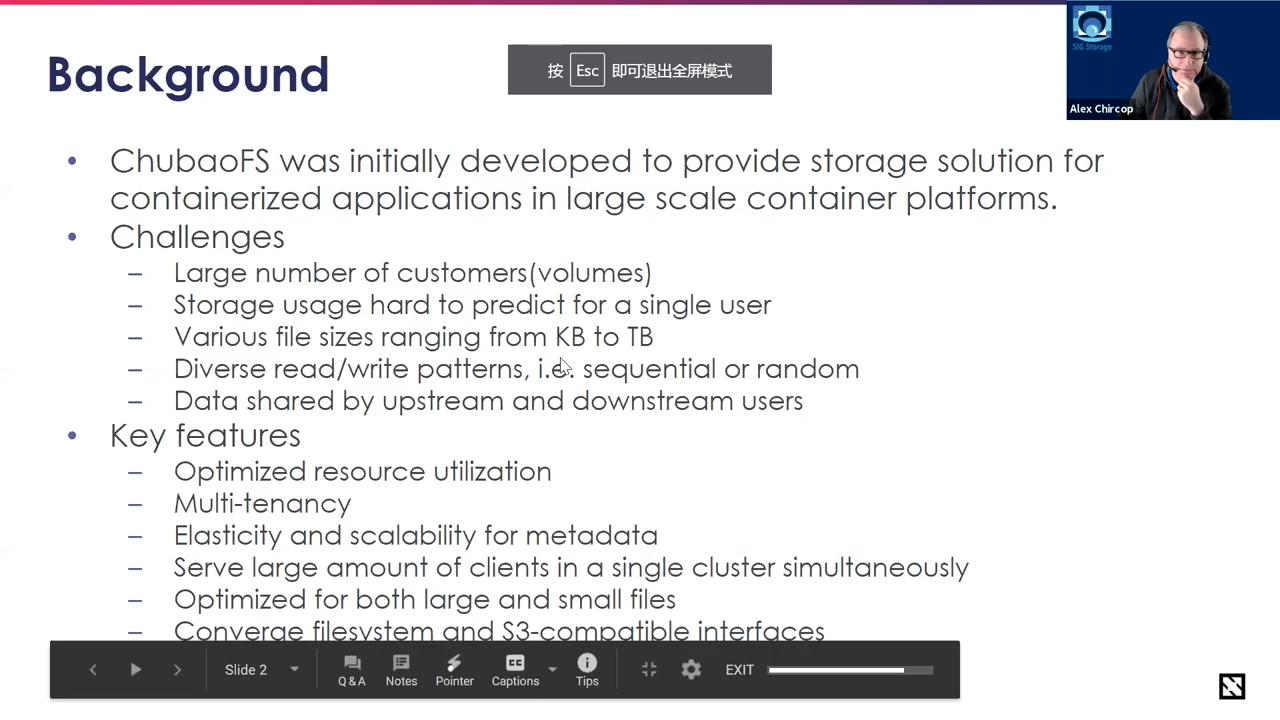 Background
按 Esc 即可退出全屏模式
SIG Storage
Alex Chircop
• ChubaoFS was initially developed to provide storage solution for
containerized applications in large scale container platforms.
• Challenges
– Large number of customers(volumes)
– Storage usage hard to predict for a single user
– Various file sizes ranging from KB to TB
– Diverse read/write patterns, i.e. sequential or random
– Data shared by upstream and downstream users
• Key features
– Optimized resource utilization
– Multi-tenancy
– Elasticity and scalability for metadata
– Serve large amount of clients in a single cluster simultaneously
– Optimized for both large and small files
– Converge filesystem and S3-compatible interfaces
Slide 2
Q&A
Notes
Pointer
CC
Captions
Tips
EXIT